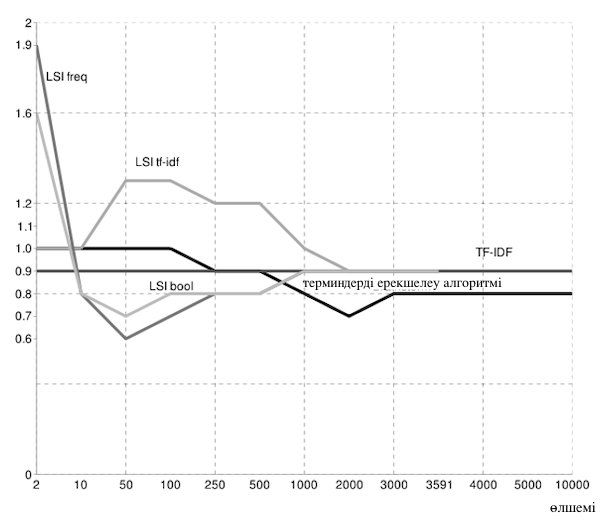 2
1.9
LSI freq
1.6
LSI tf-idf
1.2
1.1
1.0
TF-IDF
0.9
LSI bool
терминдерді ерекшелеу алгоритмі
0.8
0.7
0.6
0
2 10 50 100 250 500 1000 2000 3000 3591 4000 5000 10000
өлшемі